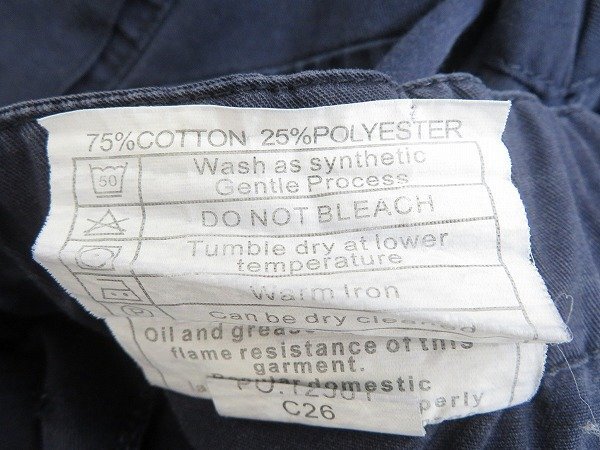 75%COTTON 25%POLYESTER
50
Wash as synthetic
Gentle Process
DO NOT BLEACH
Tumble dry at lower
temperature
Warm Iron
P
Can be dry
Oil and
flame resistance of this
garment.
domestic
C26